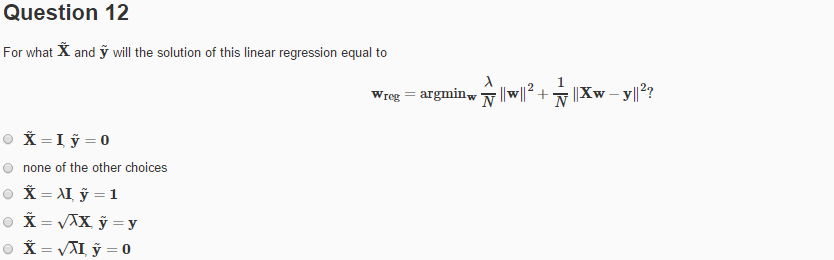 Question 12
For what X̃ and ỹ will the solution of this linear regression equal to
w_reg = argmin_w λ/N ‖w‖² + 1/N ‖Xw − y‖²?
X̃ = I, ỹ = 0
none of the other choices
X̃ = λI, ỹ = 1
X̃ = √λX, ỹ = y
X̃ = √λI, ỹ = 0